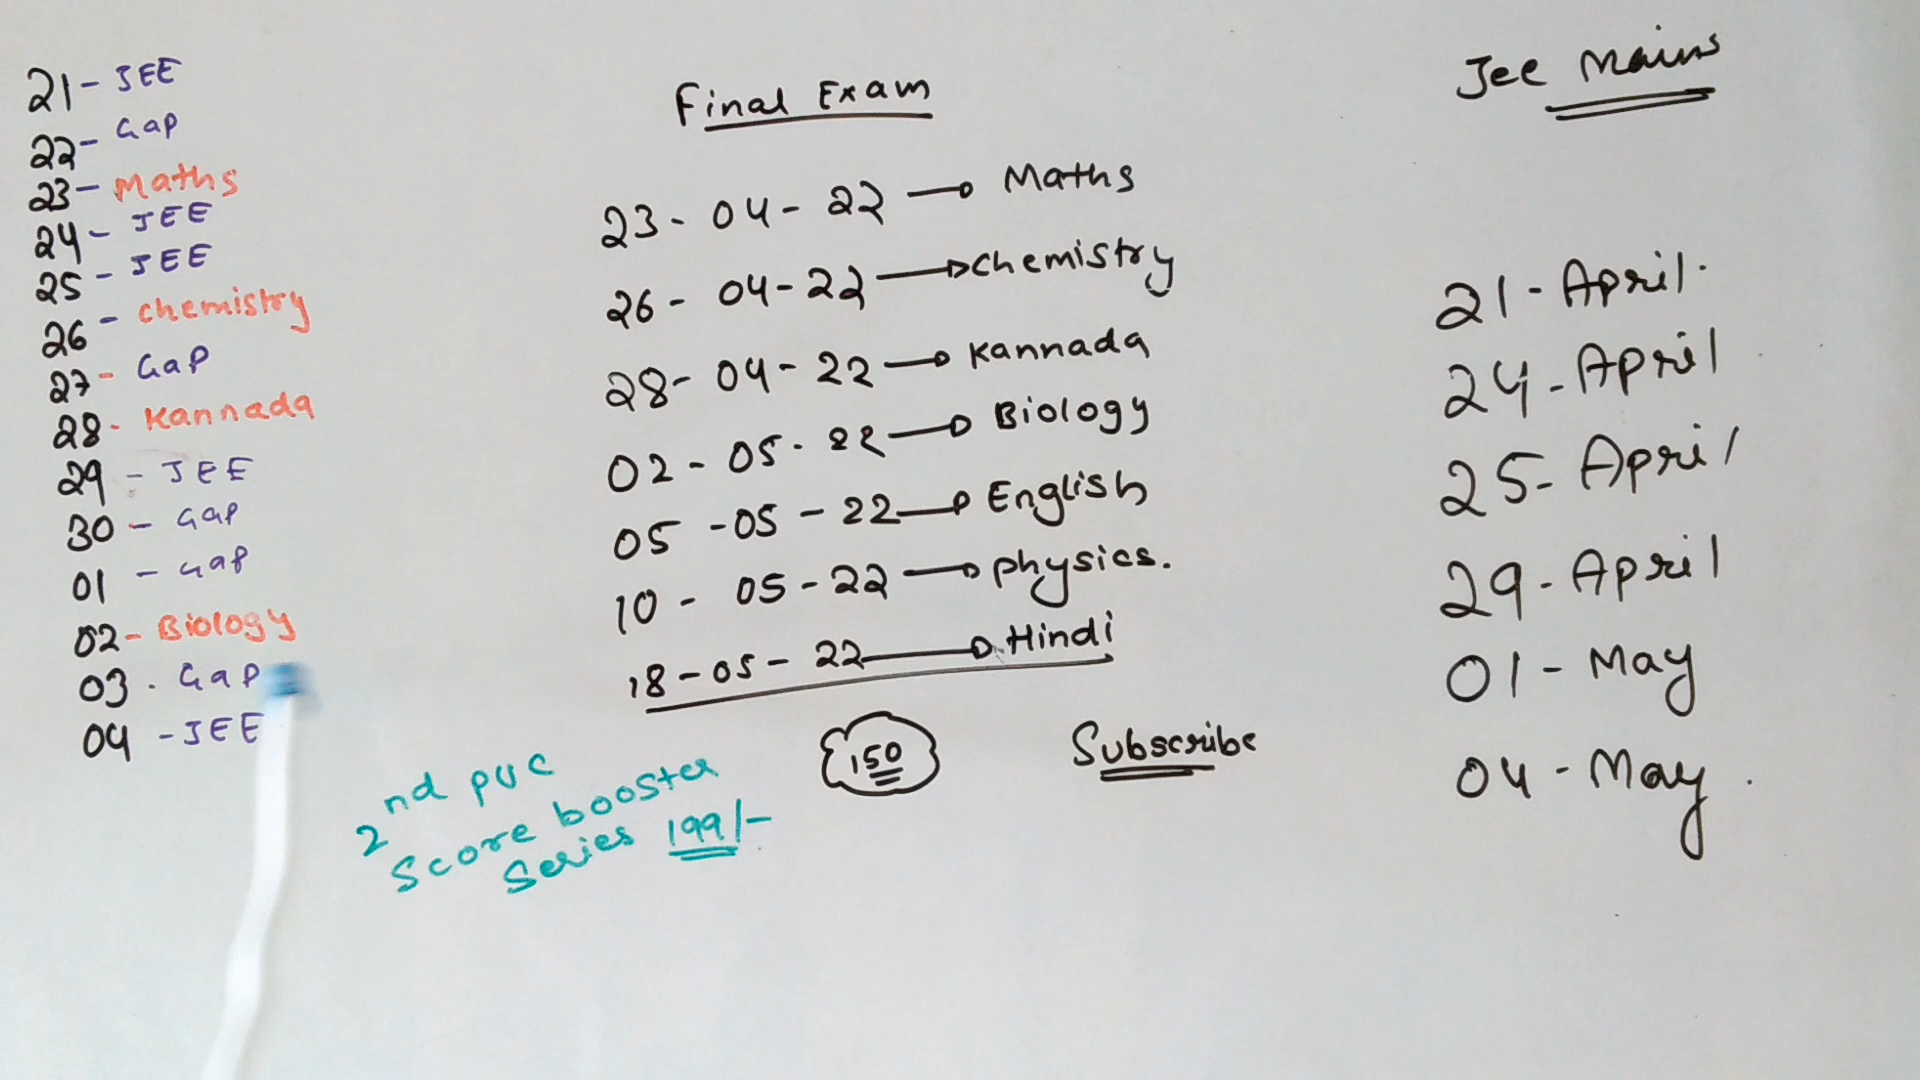 21 - JEE
22 - Gap
23 - Maths
24 - JEE
25 - JEE
26 - chemistry
27 - GaP
28 - Kannada
29 - JEE
30 - Gap
01 - Gap
02 - Biology
03 - Gap
04 - JEE
Final Exam
23 - 04 - 22 → Maths
26 - 04 - 22 → chemistry
28 - 04 - 22 → Kannada
02 - 05 - 22 → Biology
05 - 05 - 22 → English
10 - 05 - 22 → physics.
18 - 05 - 22 → Hindi
150
Subscribe
2nd puc
Score booster
Series 199/-
Jee Mains
21 - April.
24 - April
25 - April
29 - April
01 - May
04 - May.